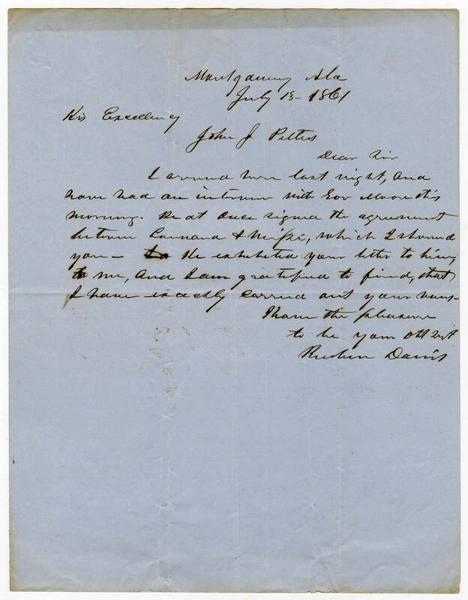 Montgomery Ala
July 13 - 1861
His Excellency
John J Pettus
Dear Sir
I arrived here last night, and
have had an interview with Gov Moore this
morning. He at once signed the agreement
between Louisiana & Missi, which I showed
you - He exhibited your letter to him
to me, and I am gratified to find, that
I have exactly carried out your views
I have the pleasure
to be your Obt Svt
Reuben Davis